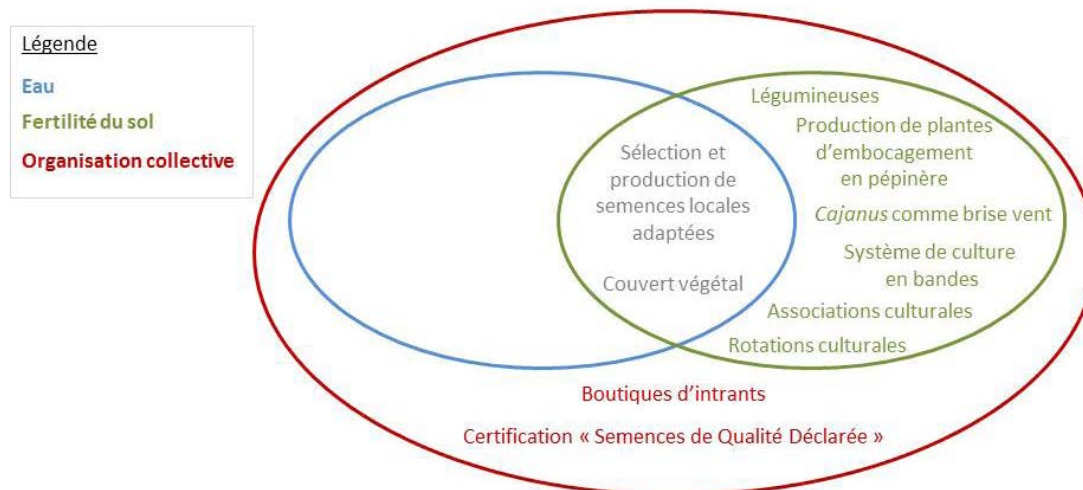 Légende
Eau
Fertilité du sol
Organisation collective
Légumineuses
Production de plantes
d'embocagement
en pépinère
Sélection et
production de
semences locales
adaptées
Cajanus comme brise vent
Système de culture
en bandes
Couvert végétal
Associations culturales
Rotations culturales
Boutiques d'intrants
Certification « Semences de Qualité Déclarée »